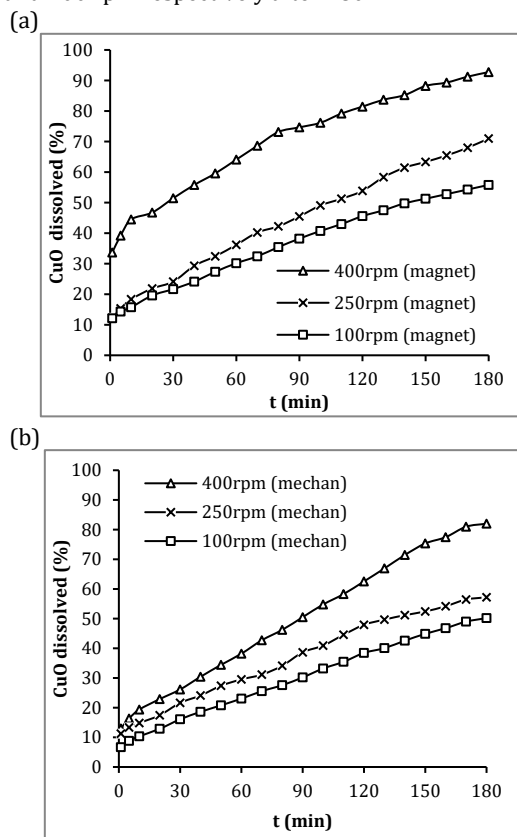 (a)
100
90
80
70
60
50
40
30
20
10
0
CuO dissolved (%)
400rpm (magnet)
250rpm (magnet)
100rpm (magnet)
0 30 60 90 120 150 180
t (min)
(b)
100
90
80
70
60
50
40
30
20
10
0
CuO dissolved (%)
400rpm (mechan)
250rpm (mechan)
100rpm (mechan)
0 30 60 90 120 150 180
t (min)